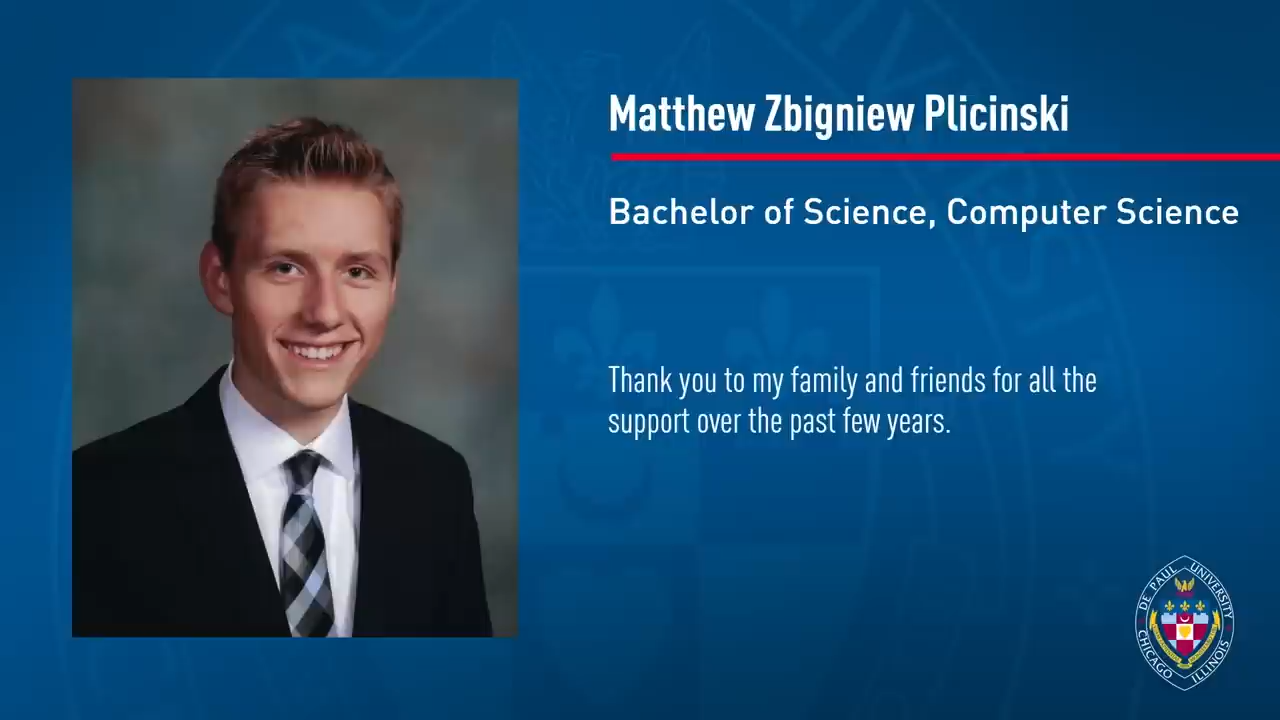 Matthew Zbigniew Plicinski
Bachelor of Science, Computer Science
Thank you to my family and friends for all the
support over the past few years.
DE PAUL UNIVERSITY
CHICAGO ILLINOIS